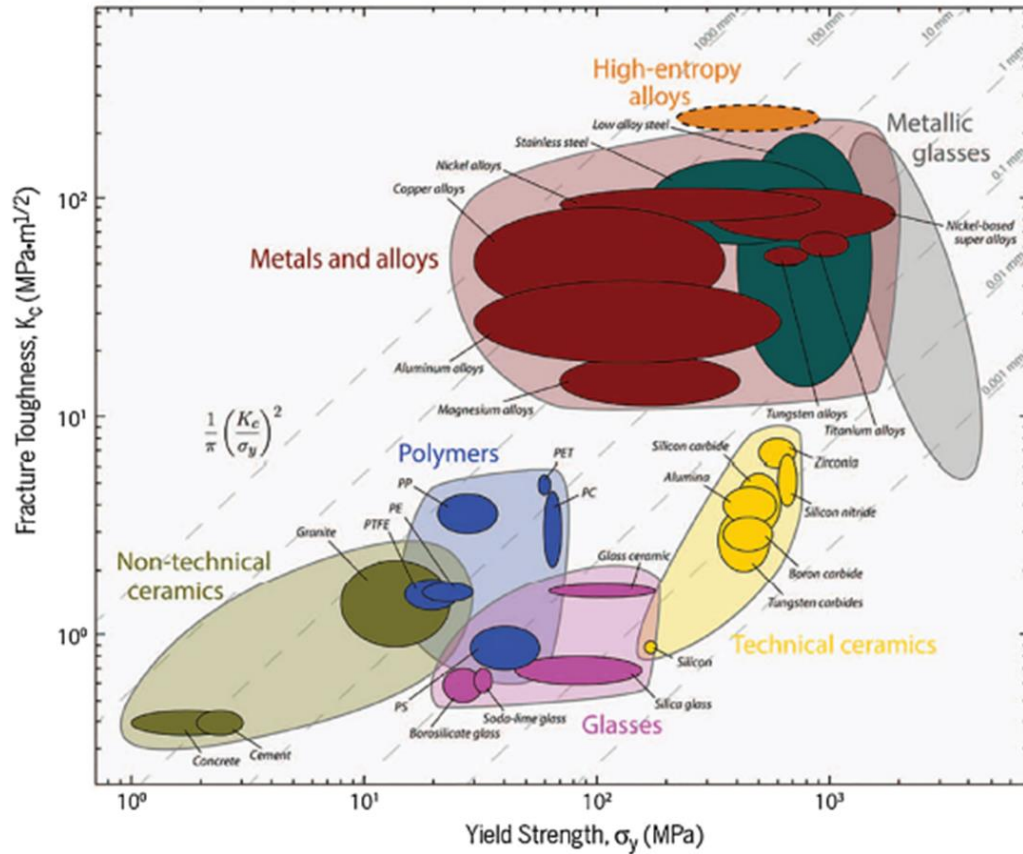 1000 mm
100 mm
10 mm
1 mm
High-entropy
alloys
Low alloy steel
Metallic
glasses
Stainless steel
Nickel alloys
0.1 mm
10²
Copper alloys
Nickel-based
super alloys
Metals and alloys
0.01 mm
Fracture Toughness, K_c (MPa•m^1/2)
Aluminum alloys
0.001 mm
Magnesium alloys
Tungsten alloys
Titanium alloys
10¹
1/π (K_c/σ_y)²
Polymers
PET
Silicon carbide
Zirconia
PP
Alumina
PC
PE
Silicon nitride
PTFE
Granite
Glass ceramic
Non-technical
ceramics
Boron carbide
Tungsten carbides
10⁰
Technical ceramics
Silicon
PS
Silica glass
Soda-lime glass
Glasses
Borosilicate glass
Cement
Concrete
10⁰
10¹
10²
10³
Yield Strength, σ_y (MPa)